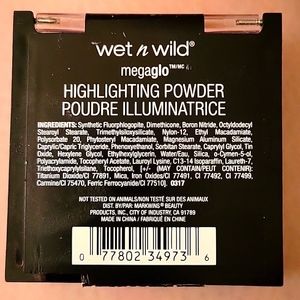 wet n wild®
megaglo™/MC
HIGHLIGHTING POWDER
POUDRE ILLUMINATRICE
INGREDIENTS: Synthetic Fluorphlogopite, Dimethicone, Boron Nitride, Octyldodecyl
Stearoyl Stearate, Trimethylsiloxysilicate, Nylon-12, Ethyl Macadamiate,
Polysorbate 20, Phytosteryl Macadamiate, Magnesium Aluminum Silicate,
Caprylic/Capric Triglyceride, Phenoxyethanol, Sorbitan Stearate, Caprylyl Glycol, Tin
Oxide, Hexylene Glycol, Ethylhexylglycerin, Water/Eau, Silica, o-Cymen-5-ol,
Polyacrylamide, Tocopheryl Acetate, Lauroyl Lysine, C13-14 Isoparaffin, Laureth-7,
Triethoxycaprylylsilane, Tocopherol, [+/- (MAY CONTAIN/PEUT CONTENIR):
Titanium Dioxide/CI 77891, Mica, Iron Oxides/CI 77491, CI 77492, CI 77499,
Carmine/CI 75470, Ferric Ferrocyanide/CI 77510]. 0317
NOT TESTED ON ANIMALS/NON TESTÉ SUR DES ANIMAUX
DIST. BY/PAR: MARKWINS® BEAUTY
PRODUCTS, INC., CITY OF INDUSTRY, CA 91789
MADE IN CHINA / FABRIQUÉ EN CHINE
0 77802 34973 6